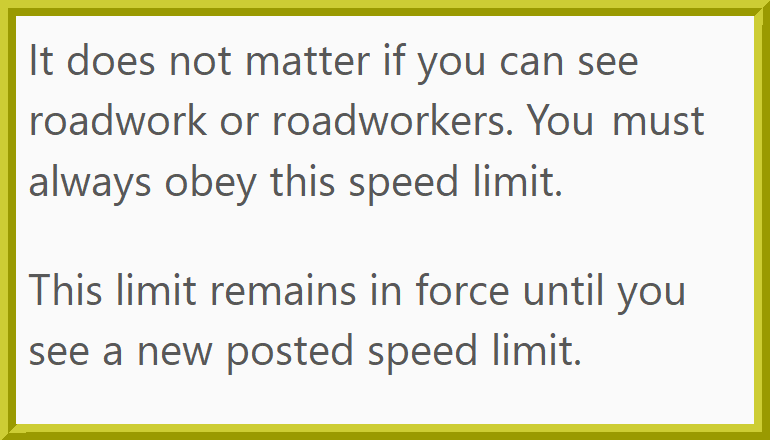 It does not matter if you can see
roadwork or roadworkers. You must
always obey this speed limit.
This limit remains in force until you
see a new posted speed limit.